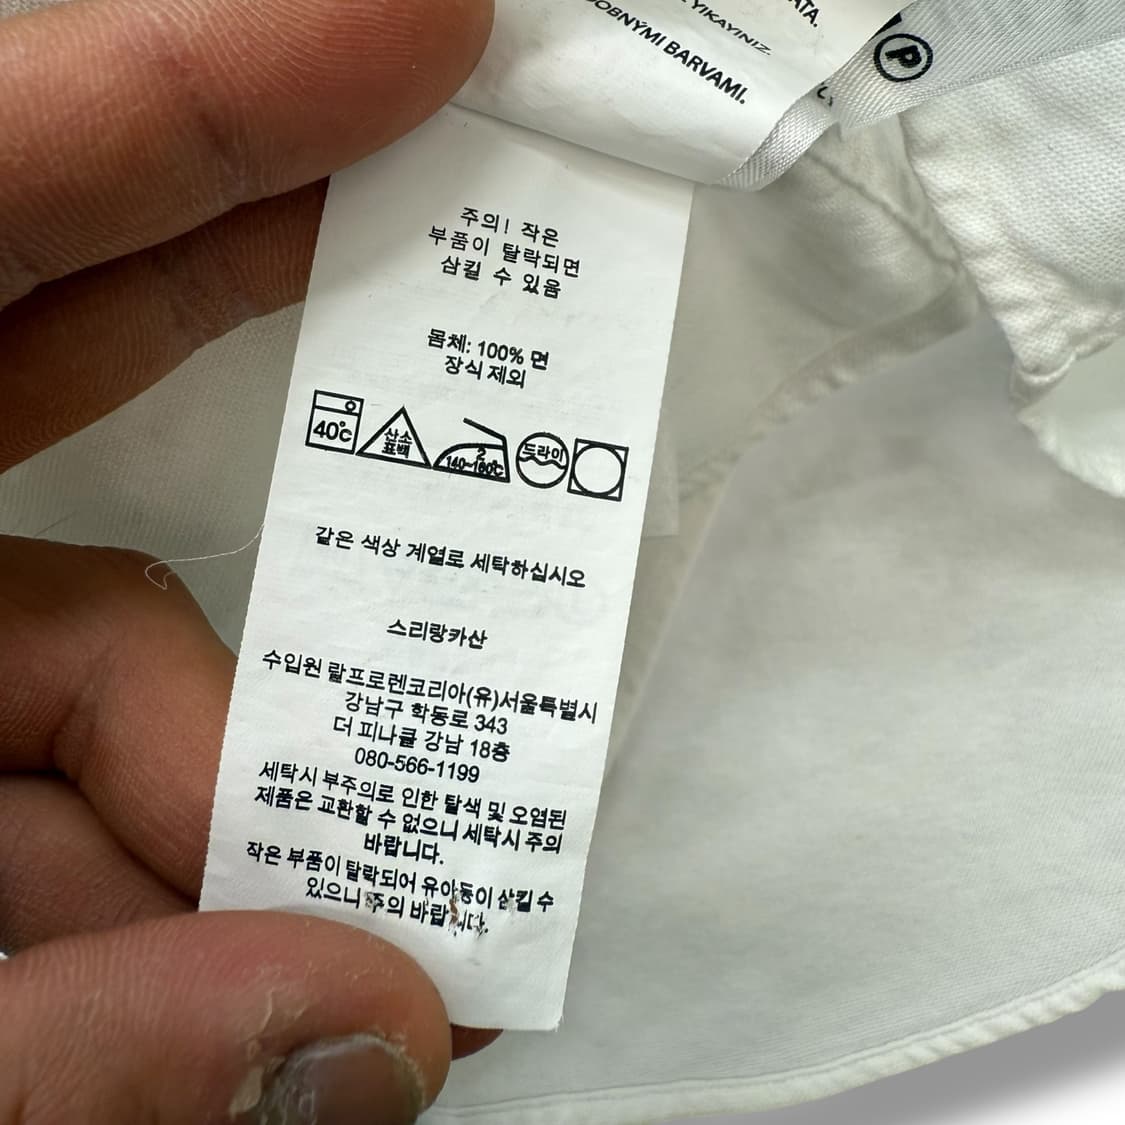 ATA.
YIKAYINIZ.
OBNÝMI BARVAMI.
P
주의! 작은
부품이 탈락되면
삼킬 수 있음
몸체: 100% 면
장식 제외
40℃
산소
표백
2
140~160℃
드라이
같은 색상 계열로 세탁하십시오
스리랑카산
수입원 랄프로렌코리아(유)서울특별시
강남구 학동로 343
더 피나클 강남 18층
080-566-1199
세탁시 부주의로 인한 탈색 및 오염된
제품은 교환할 수 없으니 세탁시 주의
바랍니다.
작은 부품이 탈락되어 유아동이 삼킬 수
있으니 주의 바랍니다.